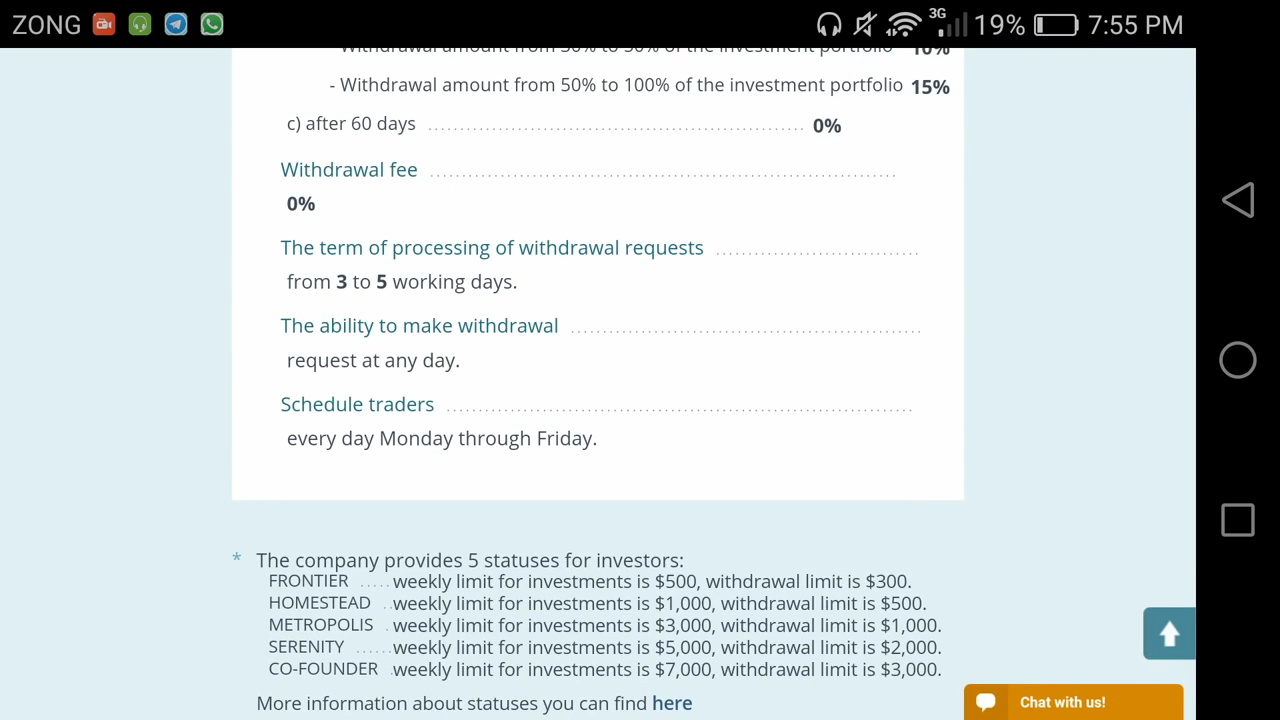 ZONG 3G 19% 7:55 PM
10%
- Withdrawal amount from 50% to 100% of the investment portfolio 15%
c) after 60 days ........................................................................ 0%
Withdrawal fee ........................................................................
0%
The term of processing of withdrawal requests ................................
from 3 to 5 working days.
The ability to make withdrawal ......................................................
request at any day.
Schedule traders ........................................................................
every day Monday through Friday.
* The company provides 5 statuses for investors:
FRONTIER ..... weekly limit for investments is $500, withdrawal limit is $300.
HOMESTEAD .. weekly limit for investments is $1,000, withdrawal limit is $500.
METROPOLIS . weekly limit for investments is $3,000, withdrawal limit is $1,000.
SERENITY ...... weekly limit for investments is $5,000, withdrawal limit is $2,000.
CO-FOUNDER . weekly limit for investments is $7,000, withdrawal limit is $3,000.
More information about statuses you can find here
Chat with us!